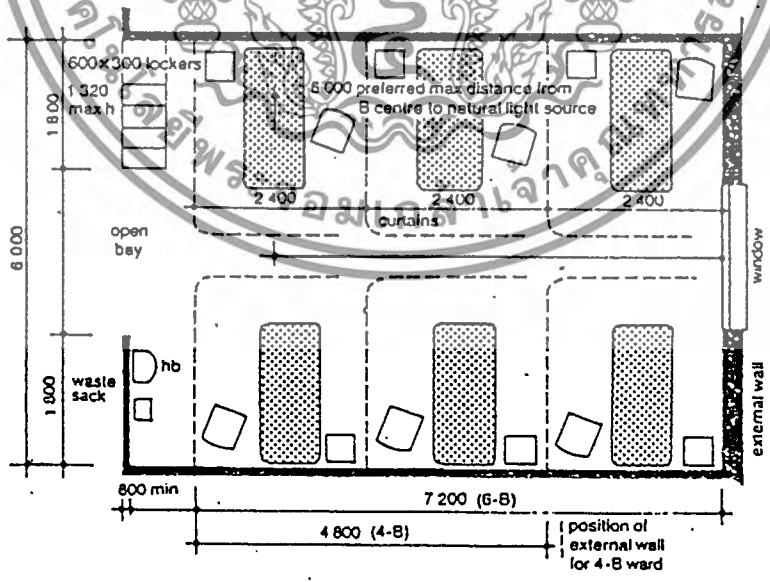 600×300 lockers
1 320
max h
6 000 preferred max distance from
B centre to natural light source
1 800
2 400
2 400
2 400
curtains
open
bay
6 000
window
waste
sack
hb
1 800
external wall
800 min
7 200 (6-B)
4 800 (4-B)
position of
external wall
for 4-B ward